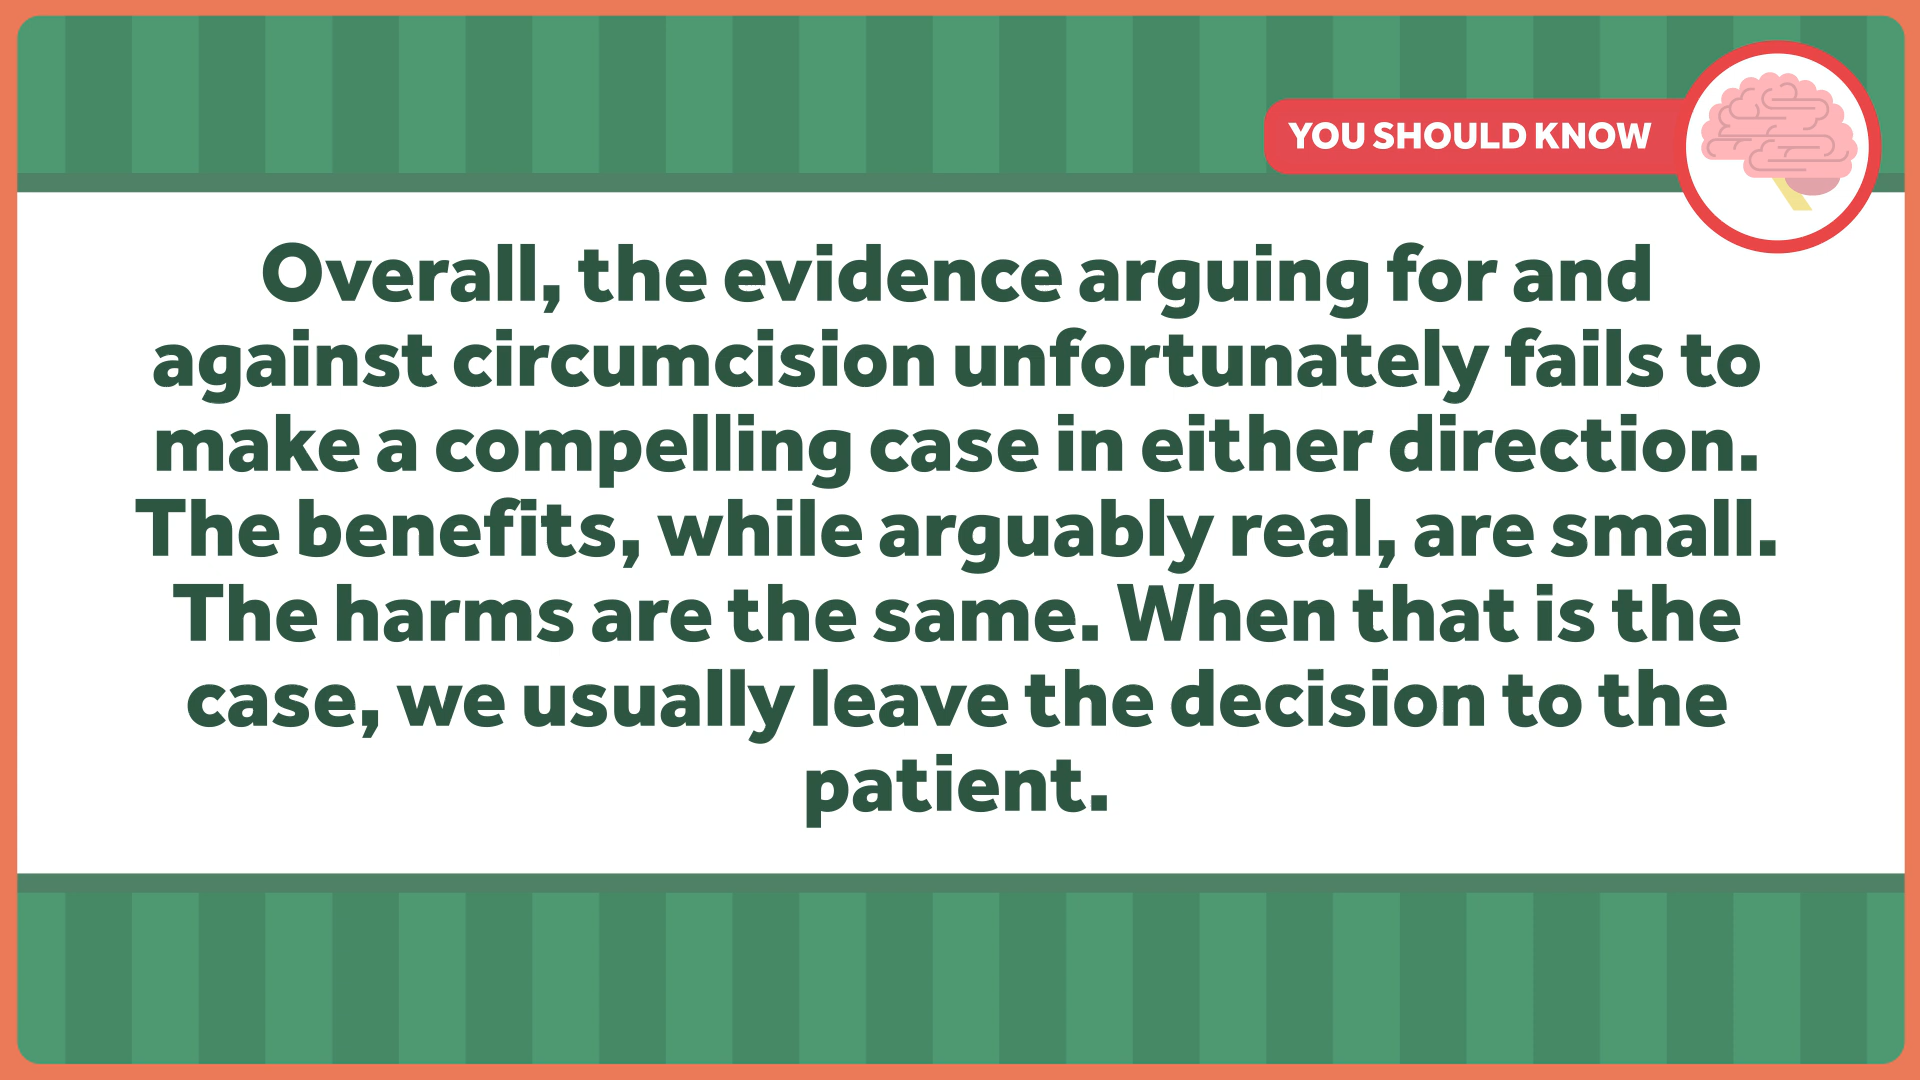 YOU SHOULD KNOW
Overall, the evidence arguing for and
against circumcision unfortunately fails to
make a compelling case in either direction.
The benefits, while arguably real, are small.
The harms are the same. When that is the
case, we usually leave the decision to the
patient.